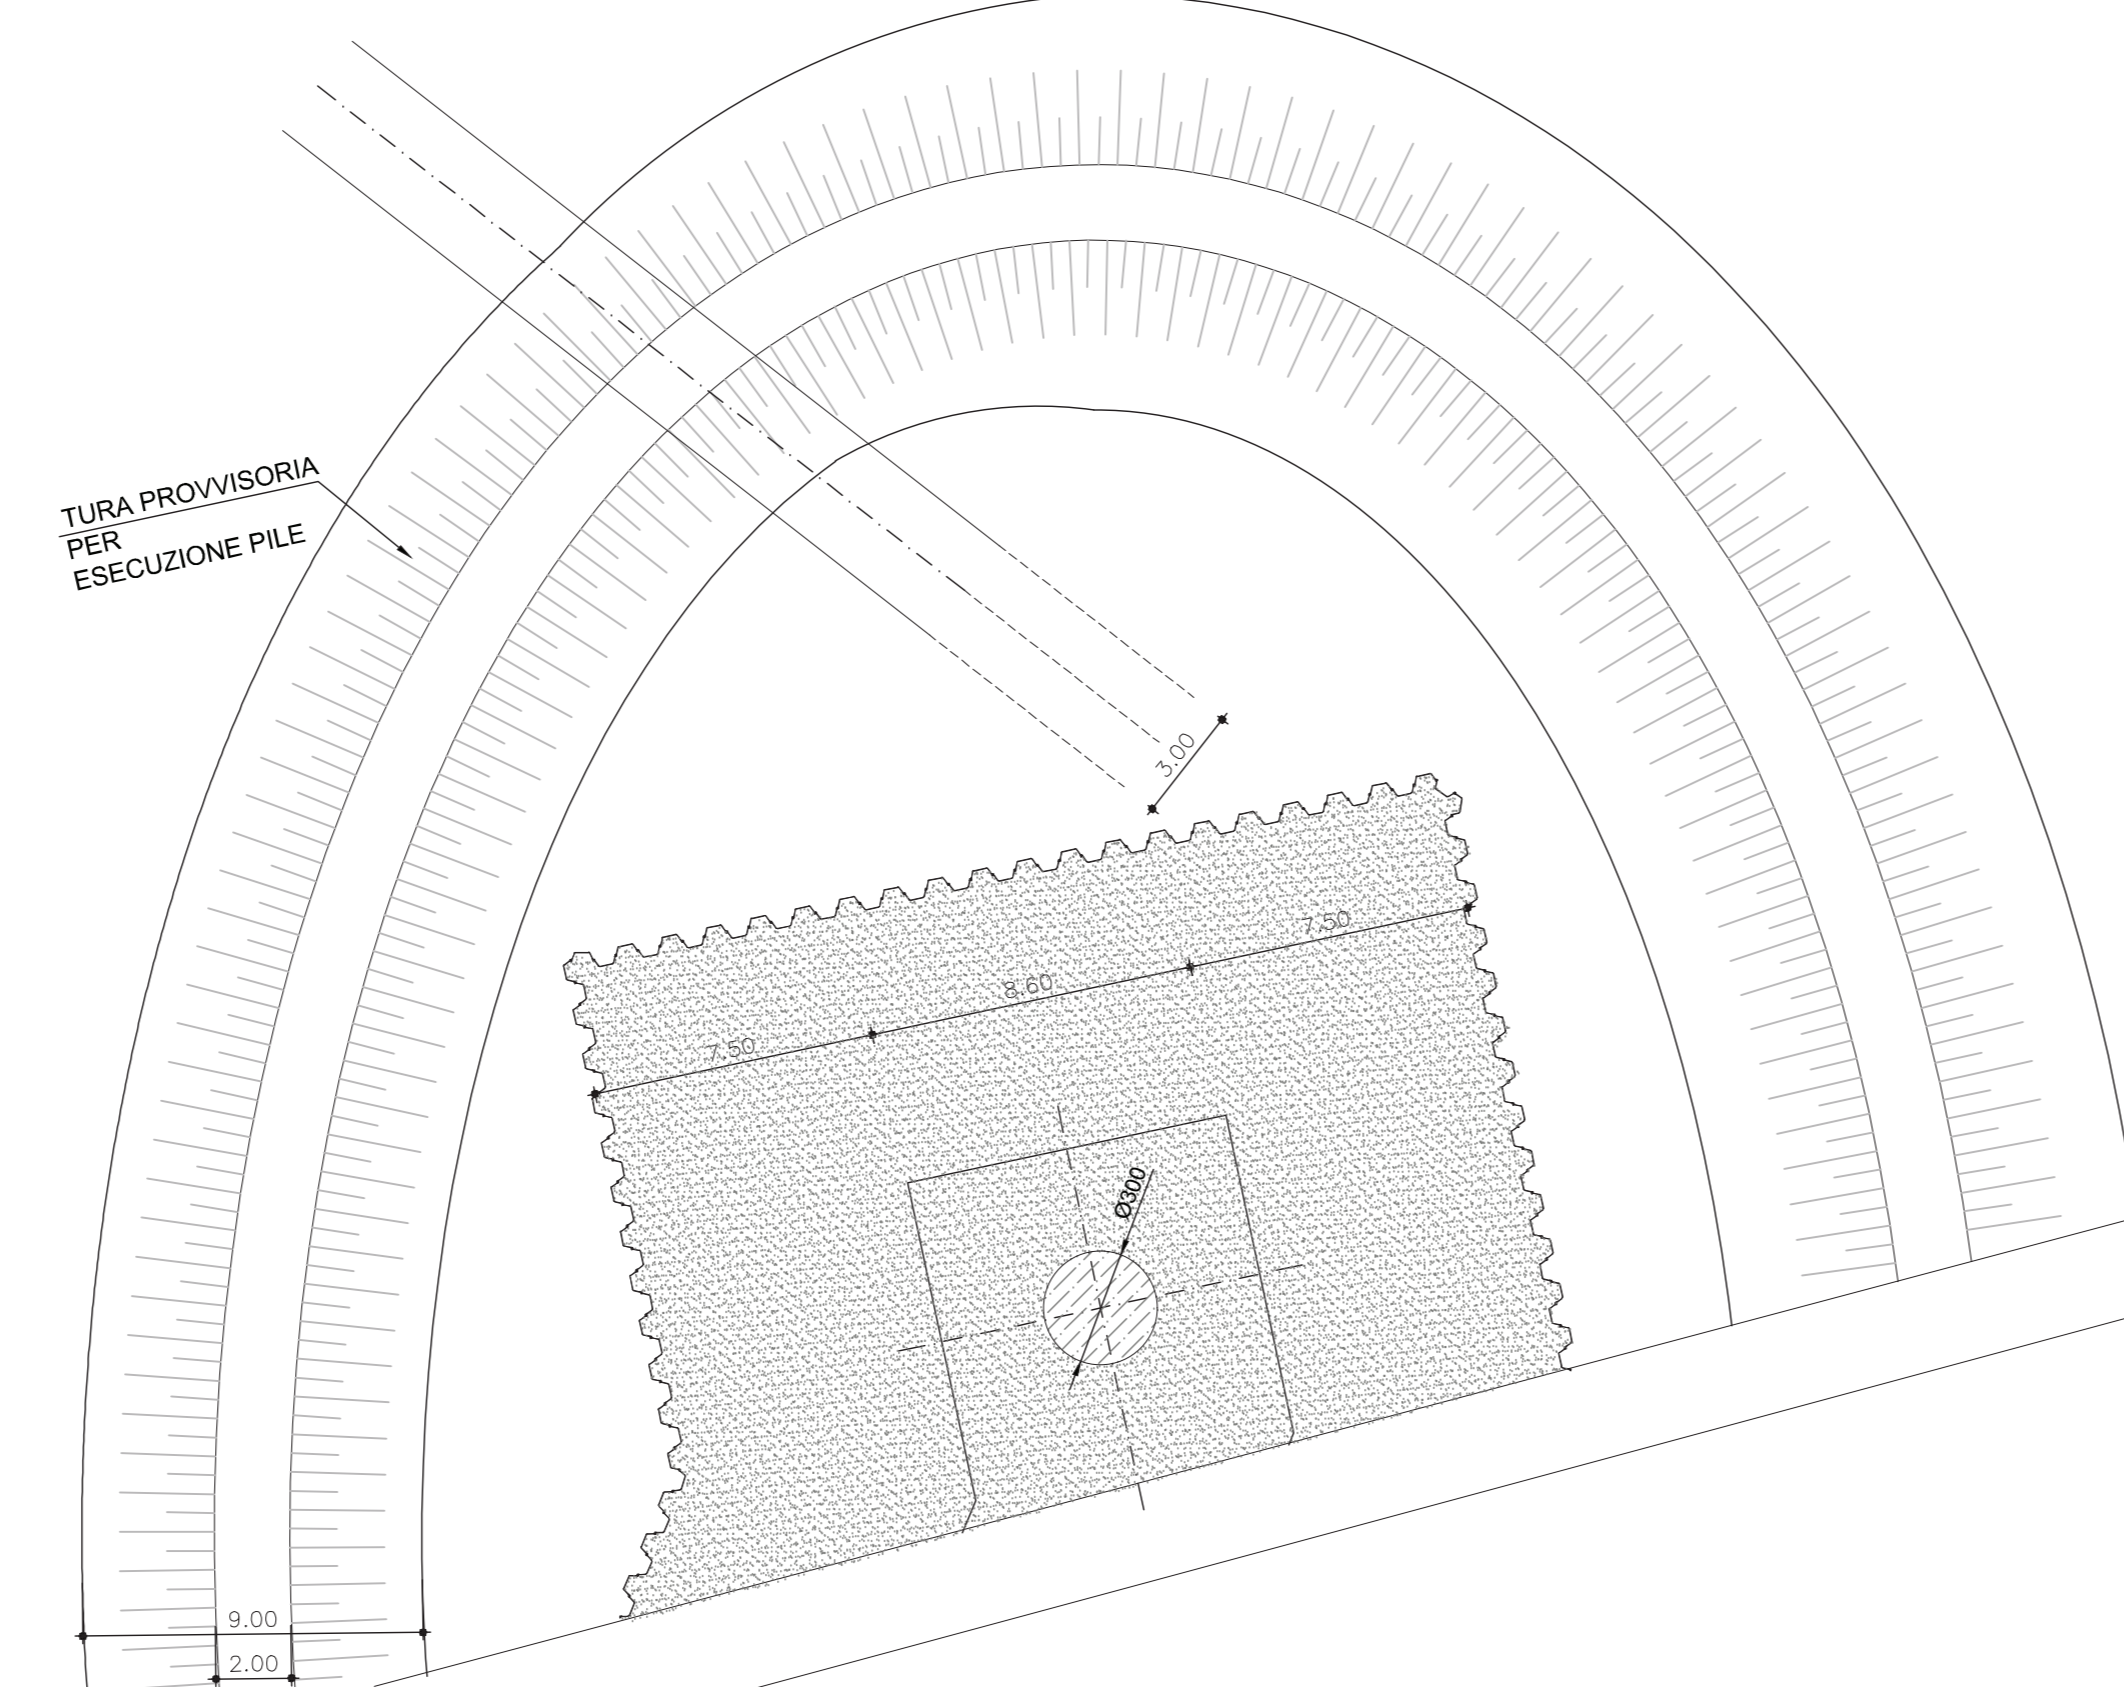 TURA PROVVISORIA
PER
ESECUZIONE PILE
3.00
7.50
8.60
7.50
Ø300
9.00
2.00